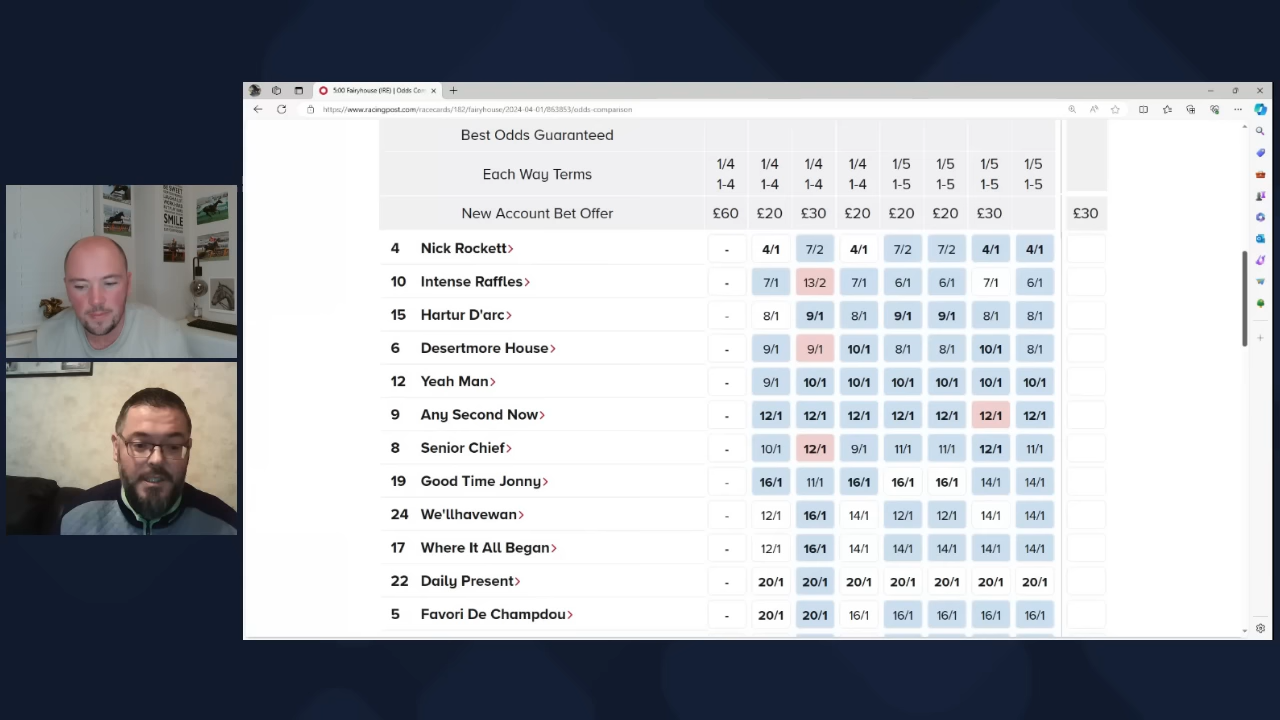 5:00 Fairyhouse (IRE) | Odds Com
https://www.racingpost.com/racecards/182/fairyhouse/2024-04-01/863853/odds-comparison
Best Odds Guaranteed
Each Way Terms 1/4 1/4 1/4 1/4 1/5 1/5 1/5 1/5
1-4 1-4 1-4 1-4 1-5 1-5 1-5 1-5
New Account Bet Offer £60 £20 £30 £20 £20 £20 £30 £30
4 Nick Rockett> - 4/1 7/2 4/1 7/2 7/2 4/1 4/1
10 Intense Raffles> - 7/1 13/2 7/1 6/1 6/1 7/1 6/1
15 Hartur D'arc> - 8/1 9/1 8/1 9/1 9/1 8/1 8/1
6 Desertmore House> - 9/1 9/1 10/1 8/1 8/1 10/1 8/1
12 Yeah Man> - 9/1 10/1 10/1 10/1 10/1 10/1 10/1
9 Any Second Now> - 12/1 12/1 12/1 12/1 12/1 12/1 12/1
8 Senior Chief> - 10/1 12/1 9/1 11/1 11/1 12/1 11/1
19 Good Time Jonny> - 16/1 11/1 16/1 16/1 16/1 14/1 14/1
24 We'llhavewan> - 12/1 16/1 14/1 12/1 12/1 14/1 14/1
17 Where It All Began> - 12/1 16/1 14/1 14/1 14/1 14/1 14/1
22 Daily Present> - 20/1 20/1 20/1 20/1 20/1 20/1 20/1
5 Favori De Champdou> - 20/1 20/1 16/1 16/1 16/1 16/1 16/1
SMILE